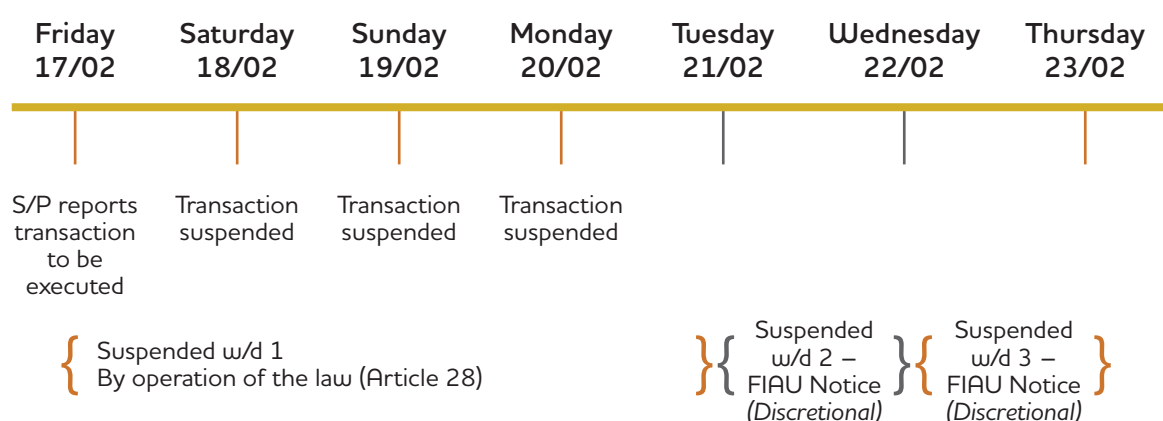 Friday
17/02
Saturday
18/02
Sunday
19/02
Monday
20/02
Tuesday
21/02
Wednesday
22/02
Thursday
23/02
S/P reports
transaction
to be
executed
Transaction
suspended
Transaction
suspended
Transaction
suspended
Suspended w/d 1
By operation of the law (Article 28)
Suspended
w/d 2 –
FIAU Notice
(Discretional)
Suspended
w/d 3 –
FIAU Notice
(Discretional)